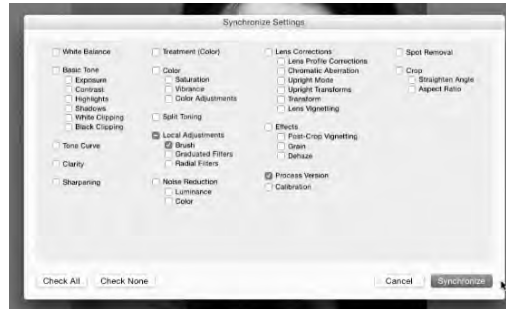 Synchronize Settings
White Balance
Basic Tone
Exposure
Contrast
Highlights
Shadows
White Clipping
Black Clipping
Tone Curve
Clarity
Sharpening
Treatment (Color)
Color
Saturation
Vibrance
Color Adjustments
Split Toning
Local Adjustments
Brush
Graduated Filters
Radial Filters
Noise Reduction
Luminance
Color
Lens Corrections
Lens Profile Corrections
Chromatic Aberration
Upright Mode
Upright Transforms
Transform
Lens Vignetting
Effects
Post-Crop Vignetting
Grain
Dehaze
Process Version
Calibration
Spot Removal
Crop
Straighten Angle
Aspect Ratio
Check All Check None Cancel Synchronize